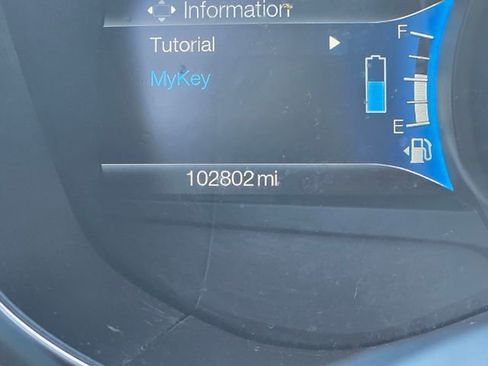 Information
Tutorial
MyKey
F
E
102802 mi